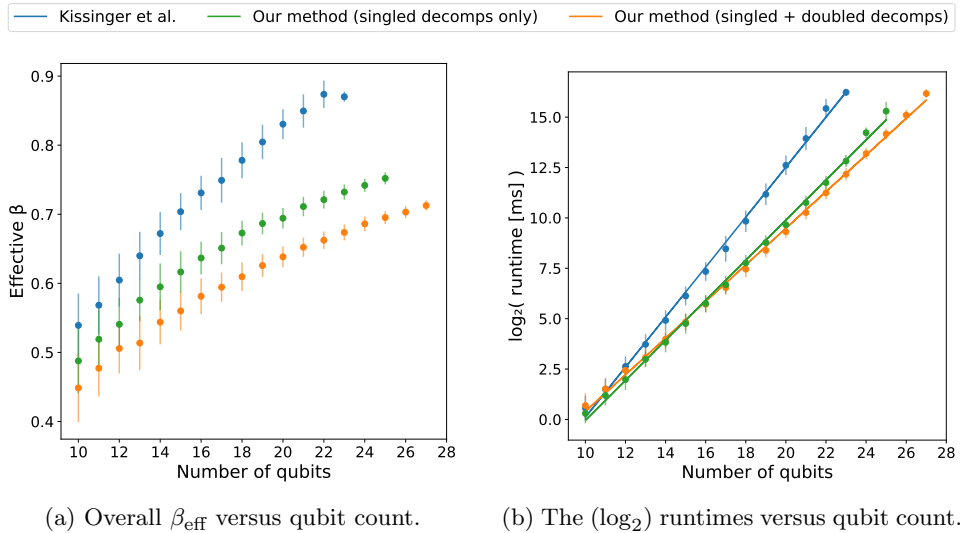 Kissinger et al.
Our method (singled decomps only)
Our method (singled + doubled decomps)
Effective β
0.9
0.8
0.7
0.6
0.5
0.4
10 12 14 16 18 20 22 24 26 28
Number of qubits
log₂( runtime [ms] )
15.0
12.5
10.0
7.5
5.0
2.5
0.0
10 12 14 16 18 20 22 24 26 28
Number of qubits
(a) Overall βeff versus qubit count.
(b) The (log₂) runtimes versus qubit count.